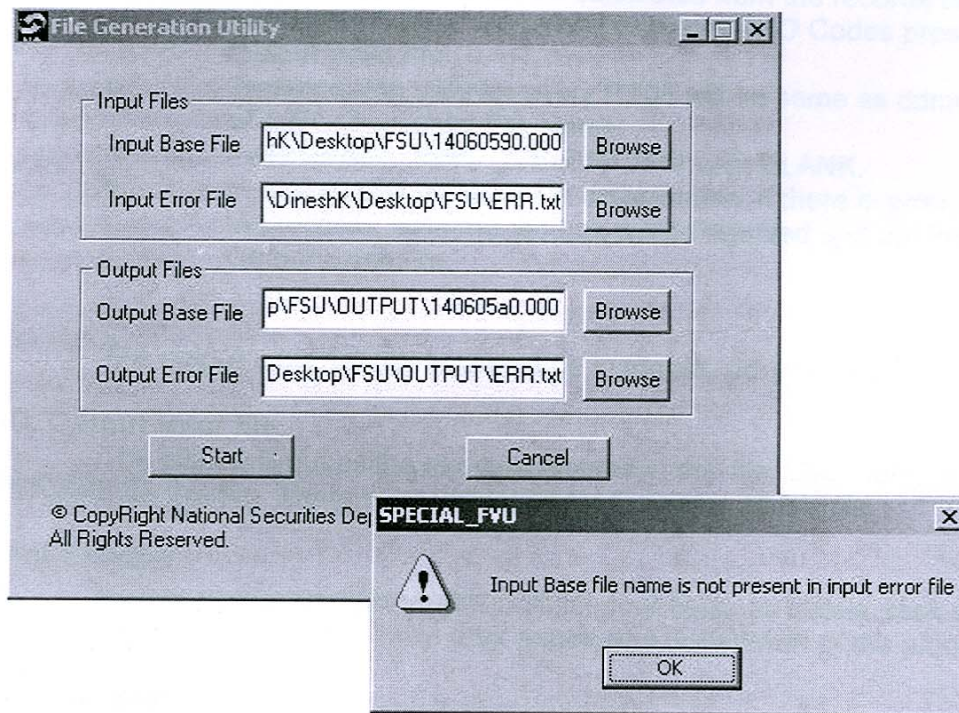 File Generation Utility
Input Files
Input Base File hK\Desktop\FSU\14060590.000 Browse
Input Error File \DineshK\Desktop\FSU\ERR.txt Browse
Output Files
Output Base File p\FSU\OUTPUT\140605a0.000 Browse
Output Error File Desktop\FSU\OUTPUT\ERR.txt Browse
Start Cancel
© CopyRight National Securities Dep
All Rights Reserved.
SPECIAL_FVU
Input Base file name is not present in input error file
OK